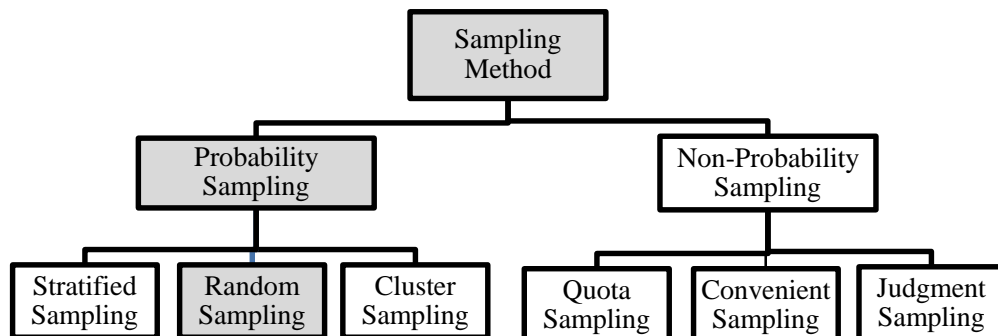 Sampling
Method
Probability
Sampling
Non-Probability
Sampling
Stratified
Sampling
Random
Sampling
Cluster
Sampling
Quota
Sampling
Convenient
Sampling
Judgment
Sampling